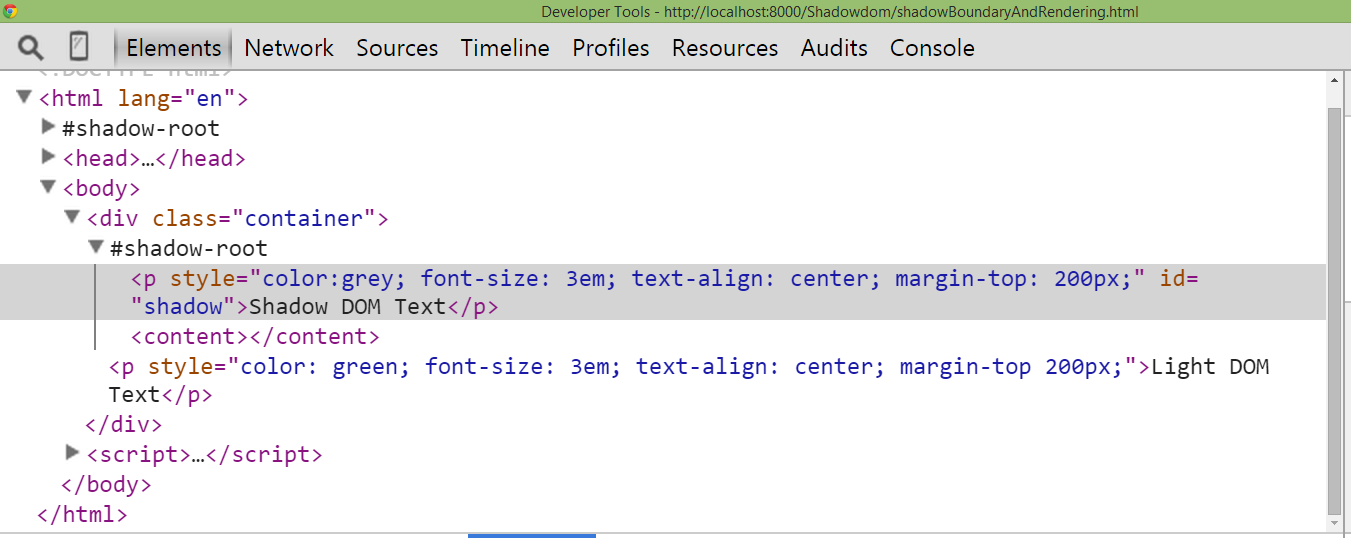 Developer Tools - http://localhost:8000/Shadowdom/shadowBoundaryAndRendering.html
Elements Network Sources Timeline Profiles Resources Audits Console
<!DOCTYPE html>
<html lang="en">
#shadow-root
<head>…</head>
<body>
<div class="container">
#shadow-root
<p style="color:grey; font-size: 3em; text-align: center; margin-top: 200px;" id=
"shadow">Shadow DOM Text</p>
<content></content>
<p style="color: green; font-size: 3em; text-align: center; margin-top 200px;">Light DOM
Text</p>
</div>
<script>…</script>
</body>
</html>